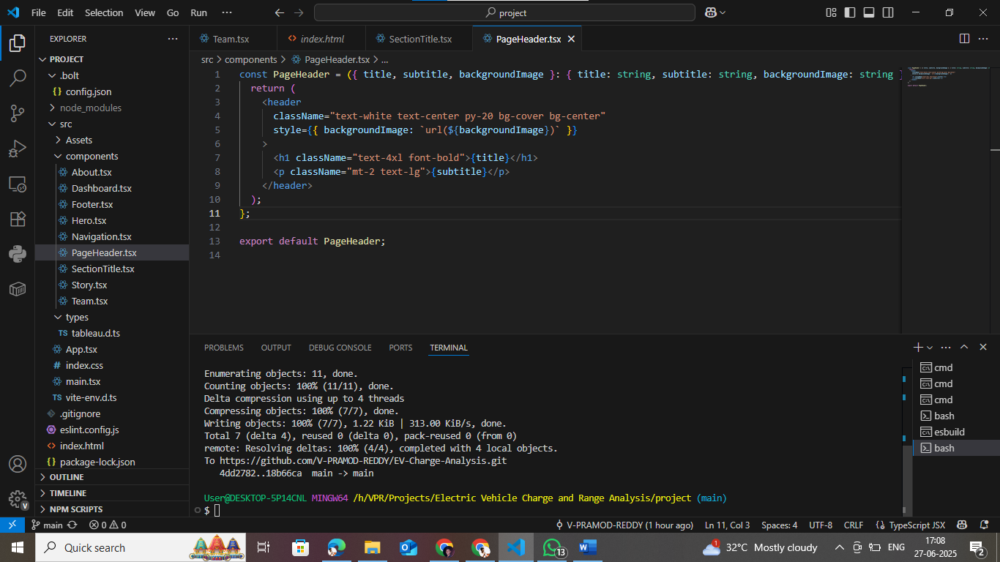 File Edit Selection View Go Run ··· project
EXPLORER ···
PROJECT
.bolt
{} config.json
node_modules
src
Assets
components
About.tsx
Dashboard.tsx
Footer.tsx
Hero.tsx
Navigation.tsx
PageHeader.tsx
SectionTitle.tsx
Story.tsx
Team.tsx
types
TS tableau.d.ts
App.tsx
# index.css
main.tsx
TS vite-env.d.ts
.gitignore
eslint.config.js
<> index.html
{} package-lock.json
OUTLINE
TIMELINE
NPM SCRIPTS
Team.tsx <> index.html SectionTitle.tsx PageHeader.tsx
src > components > PageHeader.tsx > ...
1 const PageHeader = ({ title, subtitle, backgroundImage }: { title: string, subtitle: string, backgroundImage: string }
2 return (
3 <header
4 className="text-white text-center py-20 bg-cover bg-center"
5 style={{ backgroundImage: `url(${backgroundImage})` }}
6 >
7 <h1 className="text-4xl font-bold">{title}</h1>
8 <p className="mt-2 text-lg">{subtitle}</p>
9 </header>
10 );
11 };
12
13 export default PageHeader;
14
PROBLEMS OUTPUT DEBUG CONSOLE PORTS TERMINAL
Enumerating objects: 11, done.
Counting objects: 100% (11/11), done.
Delta compression using up to 4 threads
Compressing objects: 100% (7/7), done.
Writing objects: 100% (7/7), 1.22 KiB | 313.00 KiB/s, done.
Total 7 (delta 4), reused 0 (delta 0), pack-reused 0 (from 0)
remote: Resolving deltas: 100% (4/4), completed with 4 local objects.
To https://github.com/V-PRAMOD-REDDY/EV-Charge-Analysis.git
4dd2782..18b66ca main -> main
User@DESKTOP-5P14CNL MINGW64 /h/VPR/Projects/Electric Vehicle Charge and Range Analysis/project (main)
$
cmd
cmd
cmd
bash
esbuild
bash
V
main 0 0 V-PRAMOD-REDDY (1 hour ago) Ln 11, Col 3 Spaces: 4 UTF-8 CRLF {} TypeScript JSX
Quick search 13 1 32°C Mostly cloudy ENG 17:08
27-06-2025 2